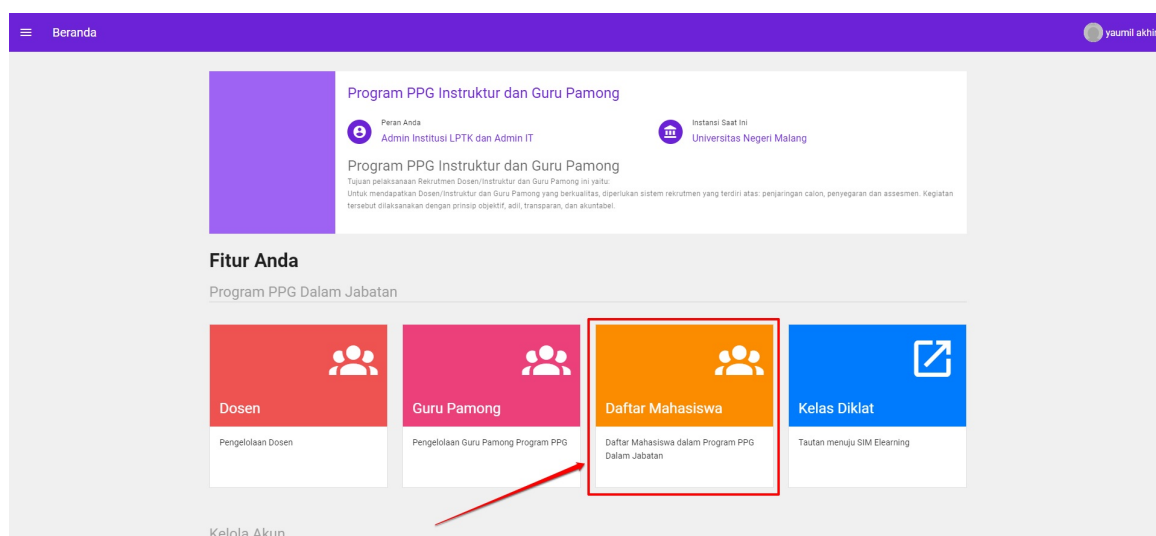 Beranda
yaumil akhir
Program PPG Instruktur dan Guru Pamong
Peran Anda
Admin Institusi LPTK dan Admin IT
Instansi Saat Ini
Universitas Negeri Malang
Program PPG Instruktur dan Guru Pamong
Tujuan pelaksanaan Rekrutmen Dosen/Instruktur dan Guru Pamong ini yaitu:
Untuk mendapatkan Dosen/Instruktur dan Guru Pamong yang berkualitas, diperlukan sistem rekrutmen yang terdiri atas: penjaringan calon, penyegaran dan assesmen. Kegiatan
tersebut dilaksanakan dengan prinsip objektif, adil, transparan, dan akuntabel.
Fitur Anda
Program PPG Dalam Jabatan
Dosen
Pengelolaan Dosen
Guru Pamong
Pengelolaan Guru Pamong Program PPG
Daftar Mahasiswa
Daftar Mahasiswa dalam Program PPG
Dalam Jabatan
Kelas Diklat
Tautan menuju SIM Elearning
Kelola Akun